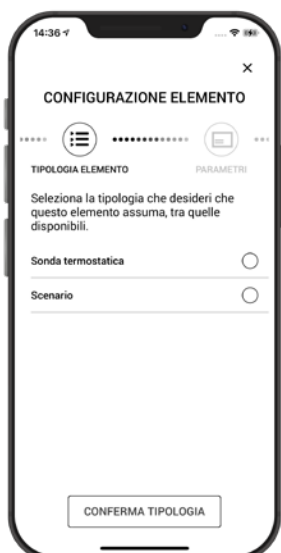 14:36
CONFIGURAZIONE ELEMENTO
TIPOLOGIA ELEMENTO
PARAMETRI
Seleziona la tipologia che desideri che
questo elemento assuma, tra quelle
disponibili.
Sonda termostatica
Scenario
CONFERMA TIPOLOGIA